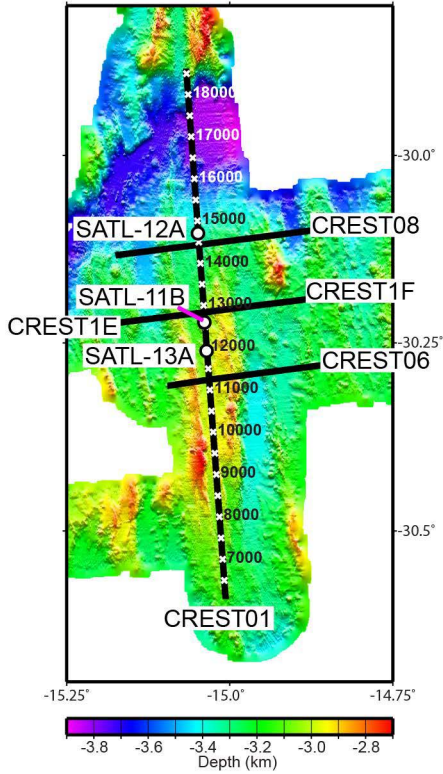 18000
17000
-30.0°
16000
15000
SATL-12A
CREST08
14000
SATL-11B
CREST1F
13000
CREST1E
-30.25°
12000
SATL-13A
CREST06
11000
10000
9000
8000
-30.5°
7000
CREST01
-15.25° -15.0° -14.75°
-3.8 -3.6 -3.4 -3.2 -3.0 -2.8
Depth (km)